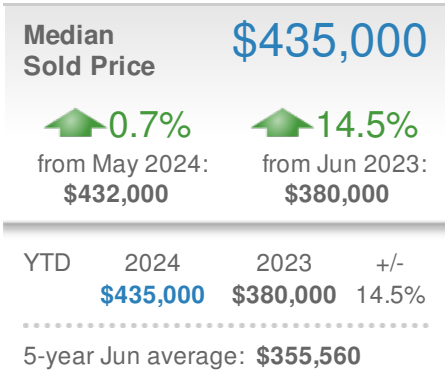 Median
Sold Price
$435,000
0.7%
from May 2024:
$432,000
14.5%
from Jun 2023:
$380,000
YTD 2024 2023 +/-
$435,000 $380,000 14.5%
5-year Jun average: $355,560